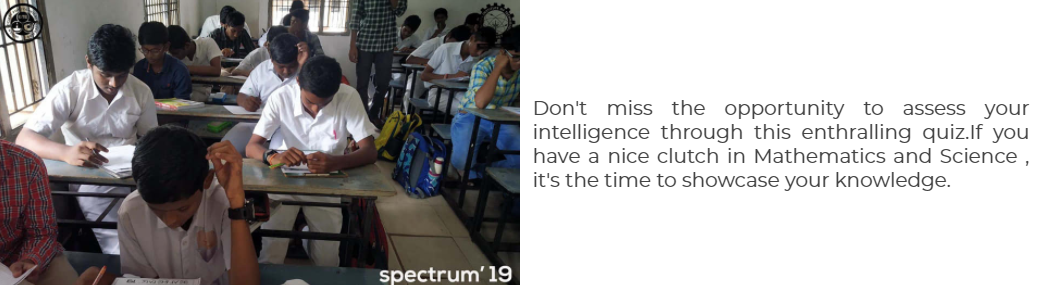 Don't miss the opportunity to assess your
intelligence through this enthralling quiz.If you
have a nice clutch in Mathematics and Science ,
it's the time to showcase your knowledge.
spectrum' 19